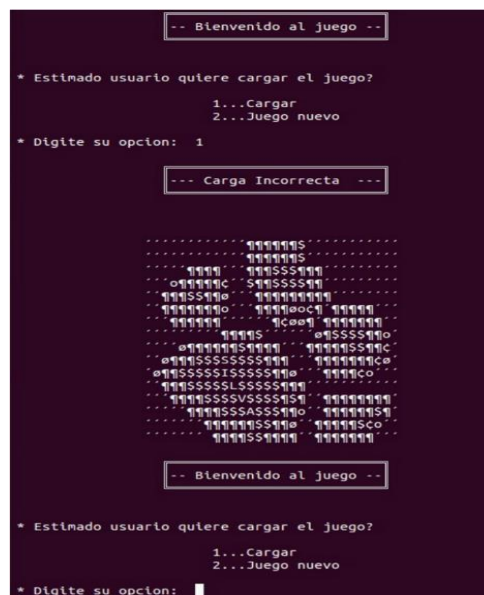 -- Bienvenido al juego --
* Estimado usuario quiere cargar el juego?
1...Cargar
2...Juego nuevo
* Digite su opcion: 1
--- Carga Incorrecta ---
-- Bienvenido al juego --
* Estimado usuario quiere cargar el juego?
1...Cargar
2...Juego nuevo
* Digite su opcion: